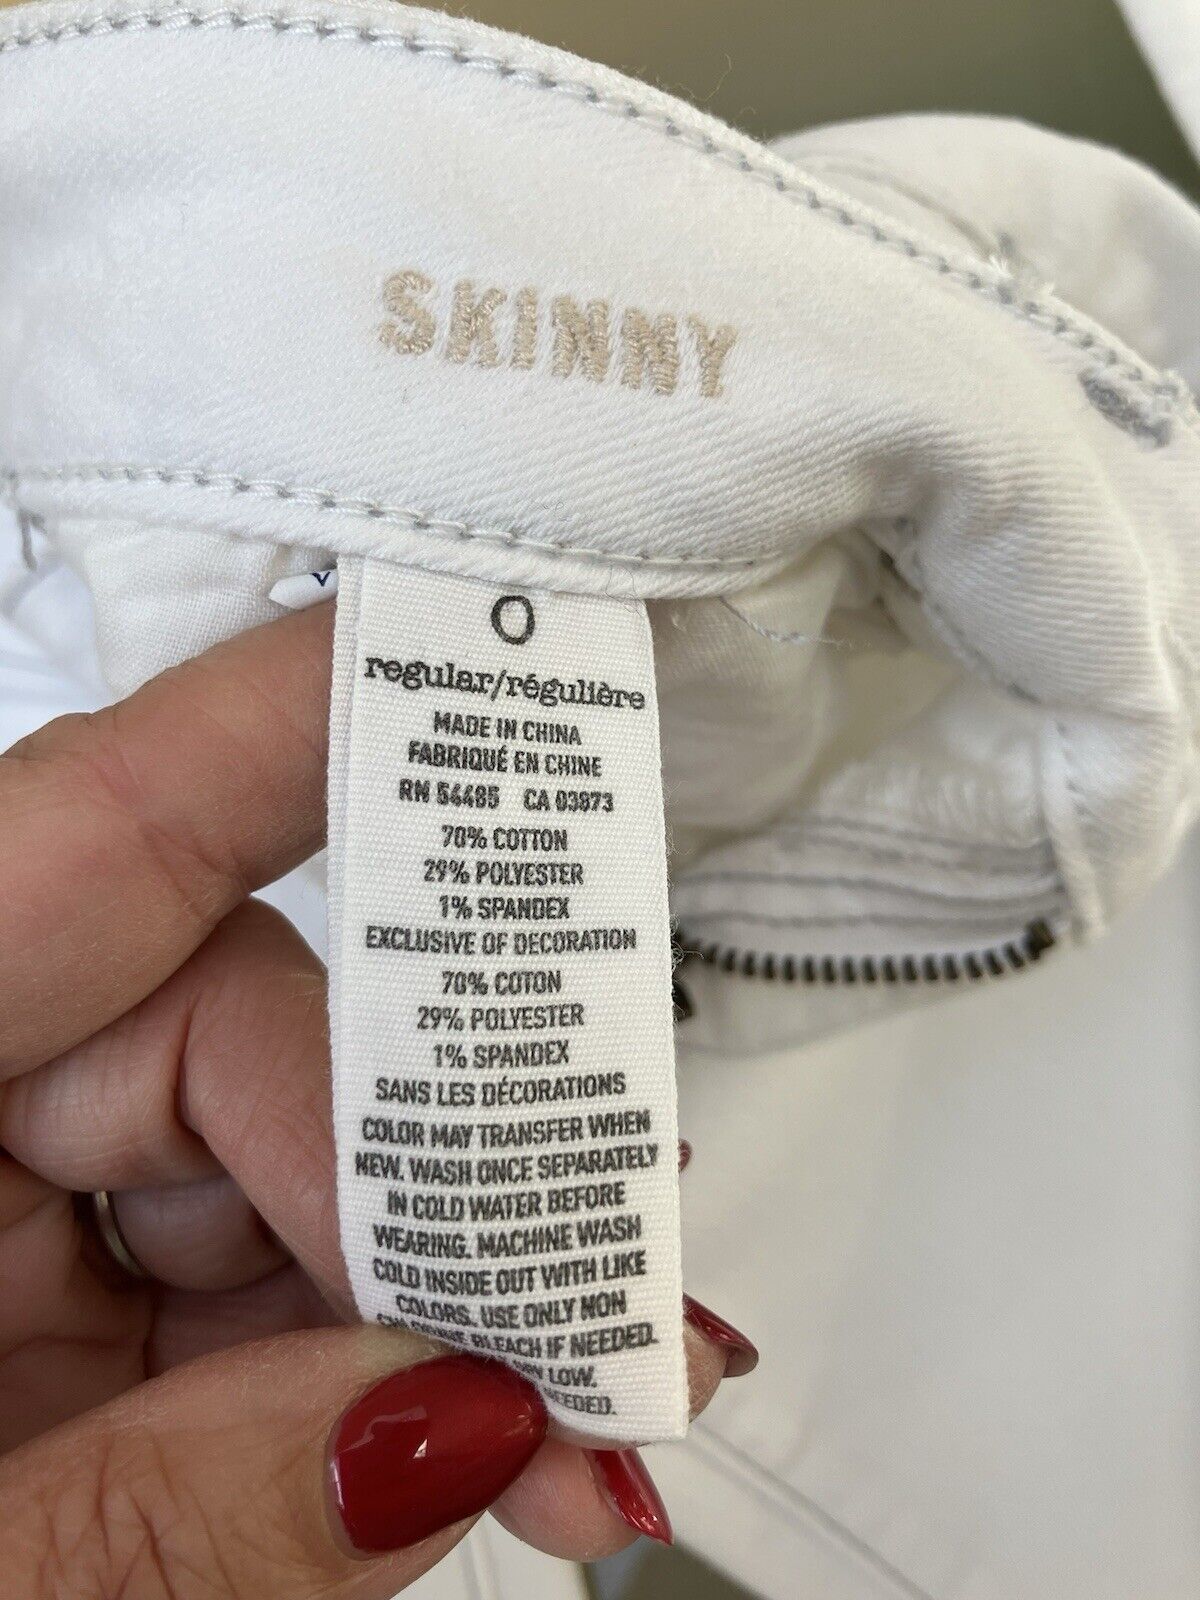 SKINNY
0
regular/régulière
MADE IN CHINA
FABRIQUÉ EN CHINE
RN 54485 CA 03973
70% COTTON
29% POLYESTER
1% SPANDEX
EXCLUSIVE OF DECORATION
70% COTON
29% POLYESTER
1% SPANDEX
SANS LES DÉCORATIONS
COLOR MAY TRANSFER WHEN
NEW. WASH ONCE SEPARATELY
IN COLD WATER BEFORE
WEARING. MACHINE WASH
COLD INSIDE OUT WITH LIKE
COLORS. USE ONLY NON
CHLORINE BLEACH IF NEEDED.
DRY LOW.
NEEDED.